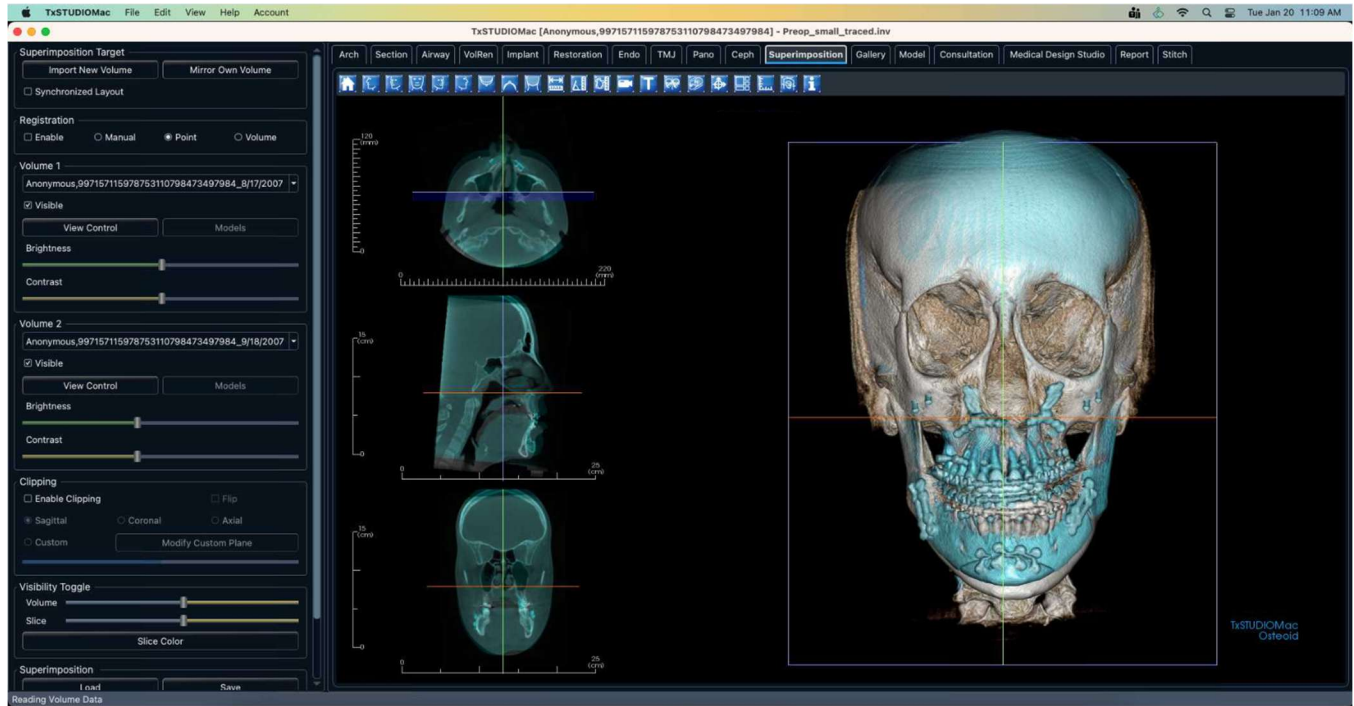 TxSTUDIOMac File Edit View Help Account Tue Jan 20 11:09 AM
TxSTUDIOMac [Anonymous,997157115978753110798473497984] - Preop_small_traced.inv
Superimposition Target
Import New Volume Mirror Own Volume
Synchronized Layout
Registration
Enable Manual Point Volume
Volume 1
Anonymous,997157115978753110798473497984_8/17/2007
Visible
View Control Models
Brightness
Contrast
Volume 2
Anonymous,997157115978753110798473497984_9/18/2007
Visible
View Control Models
Brightness
Contrast
Clipping
Enable Clipping Flip
Sagittal Coronal Axial
Custom Modify Custom Plane
Visibility Toggle
Volume
Slice
Slice Color
Superimposition
Load Save
Reading Volume Data
Arch Section Airway VolRen Implant Restoration Endo TMJ Pano Ceph Superimposition Gallery Model Consultation Medical Design Studio Report Stitch
120
(mm)
0
0 220
(mm)
15
(cm)
0
0 25
(cm)
15
(cm)
0
0 25
(cm)
TxSTUDIOMac
Osteoid